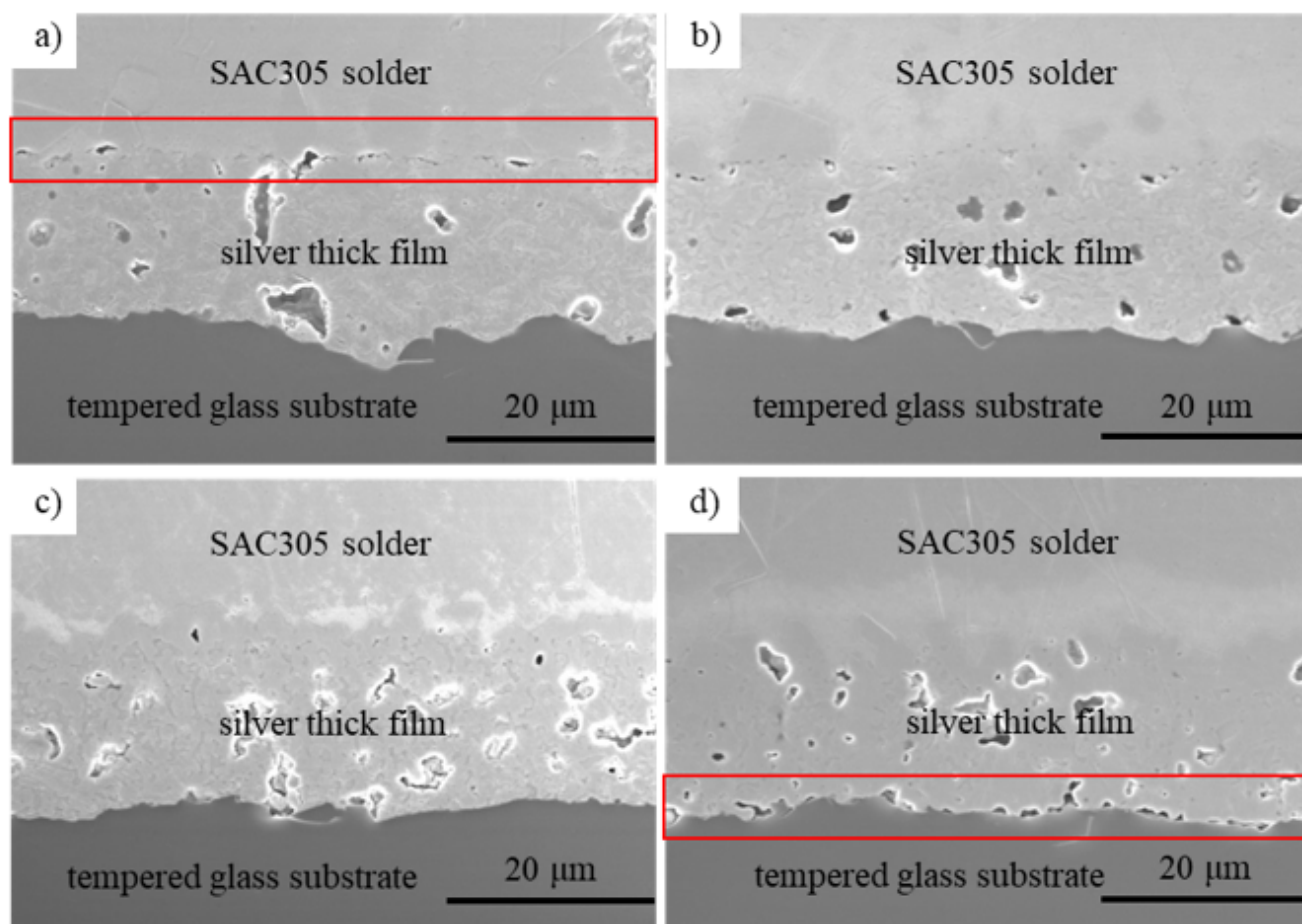 a)
SAC305 solder
silver thick film
tempered glass substrate
20 μm
b)
SAC305 solder
silver thick film
tempered glass substrate
20 μm
c)
SAC305 solder
silver thick film
tempered glass substrate
20 μm
d)
SAC305 solder
silver thick film
tempered glass substrate
20 μm